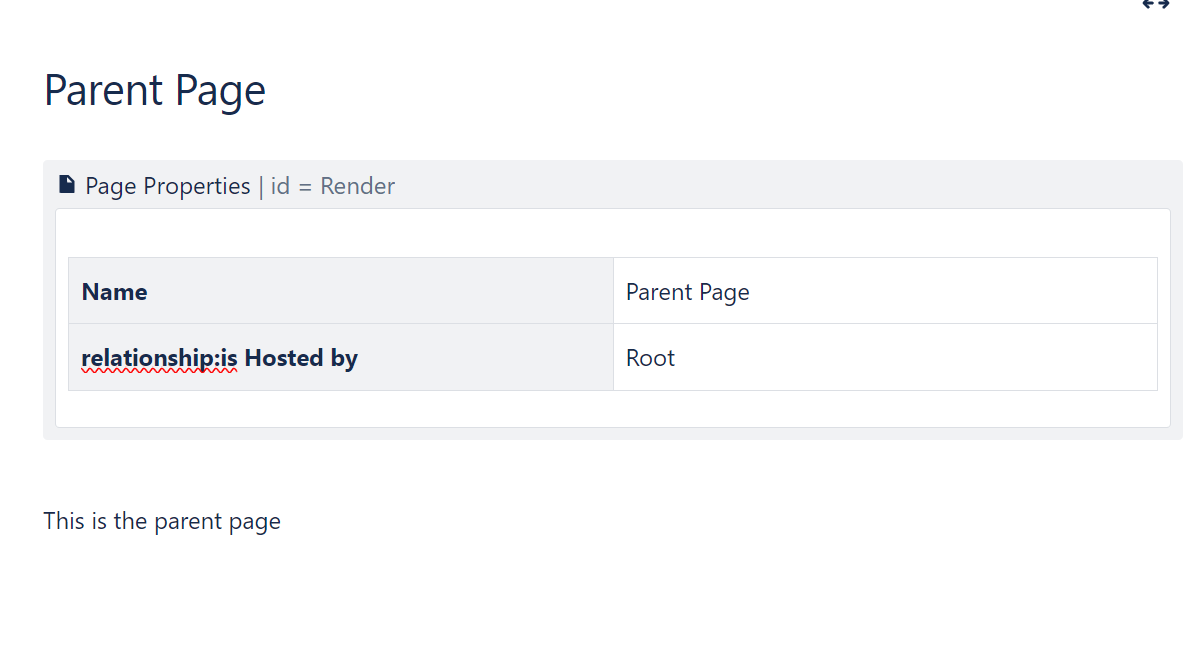 Parent Page
Page Properties | id = Render
Name
Parent Page
relationship:is Hosted by
Root
This is the parent page